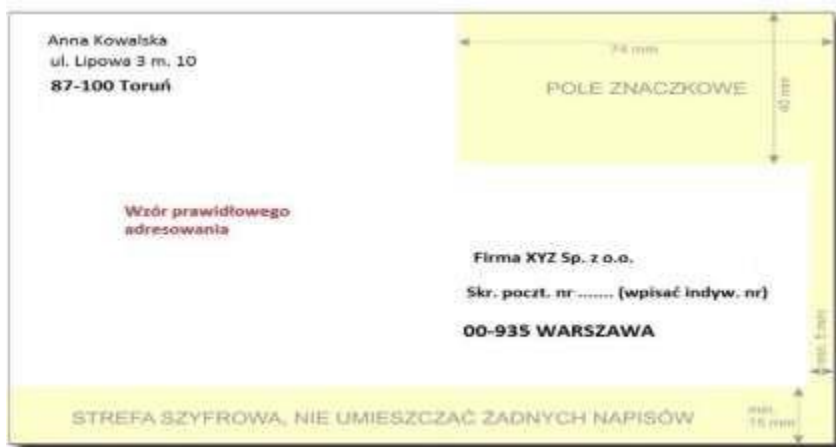 Anna Kowalska
ul. Lipowa 3 m. 10
87-100 Toruń
74 mm
POLE ZNACZKOWE
40 mm
Wzór prawidłowego
adresowania
Firma XYZ Sp. z o.o.
Skr. poczt. nr ....... (wpisać indyw. nr)
00-935 WARSZAWA
mm
STREFA SZYFROWA, NIE UMIESZCZAĆ ŻADNYCH NAPISÓW
min.
15 mm